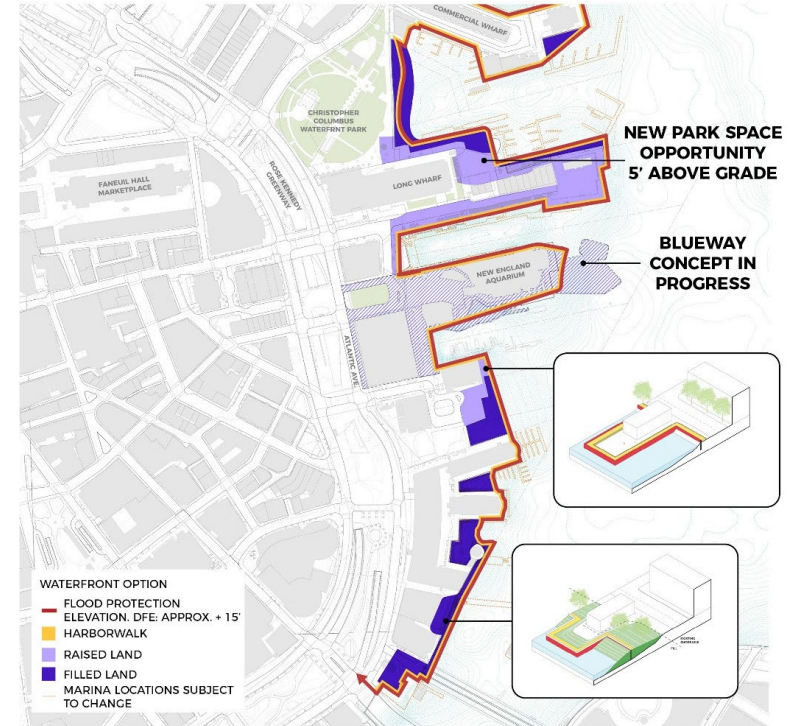 COMMERCIAL WHARF
CHRISTOPHER
COLUMBUS
WATERFRNT PARK
NEW PARK SPACE
OPPORTUNITY
5' ABOVE GRADE
FANEUIL HALL
MARKETPLACE
ROSE KENNEDY
GREENWAY
LONG WHARF
BLUEWAY
CONCEPT IN
PROGRESS
NEW ENGLAND
AQUARIUM
ATLANTIC AVE.
WATERFRONT OPTION
FLOOD PROTECTION
ELEVATION. DFE: APPROX. + 15'
HARBORWALK
RAISED LAND
FILLED LAND
MARINA LOCATIONS SUBJECT
TO CHANGE